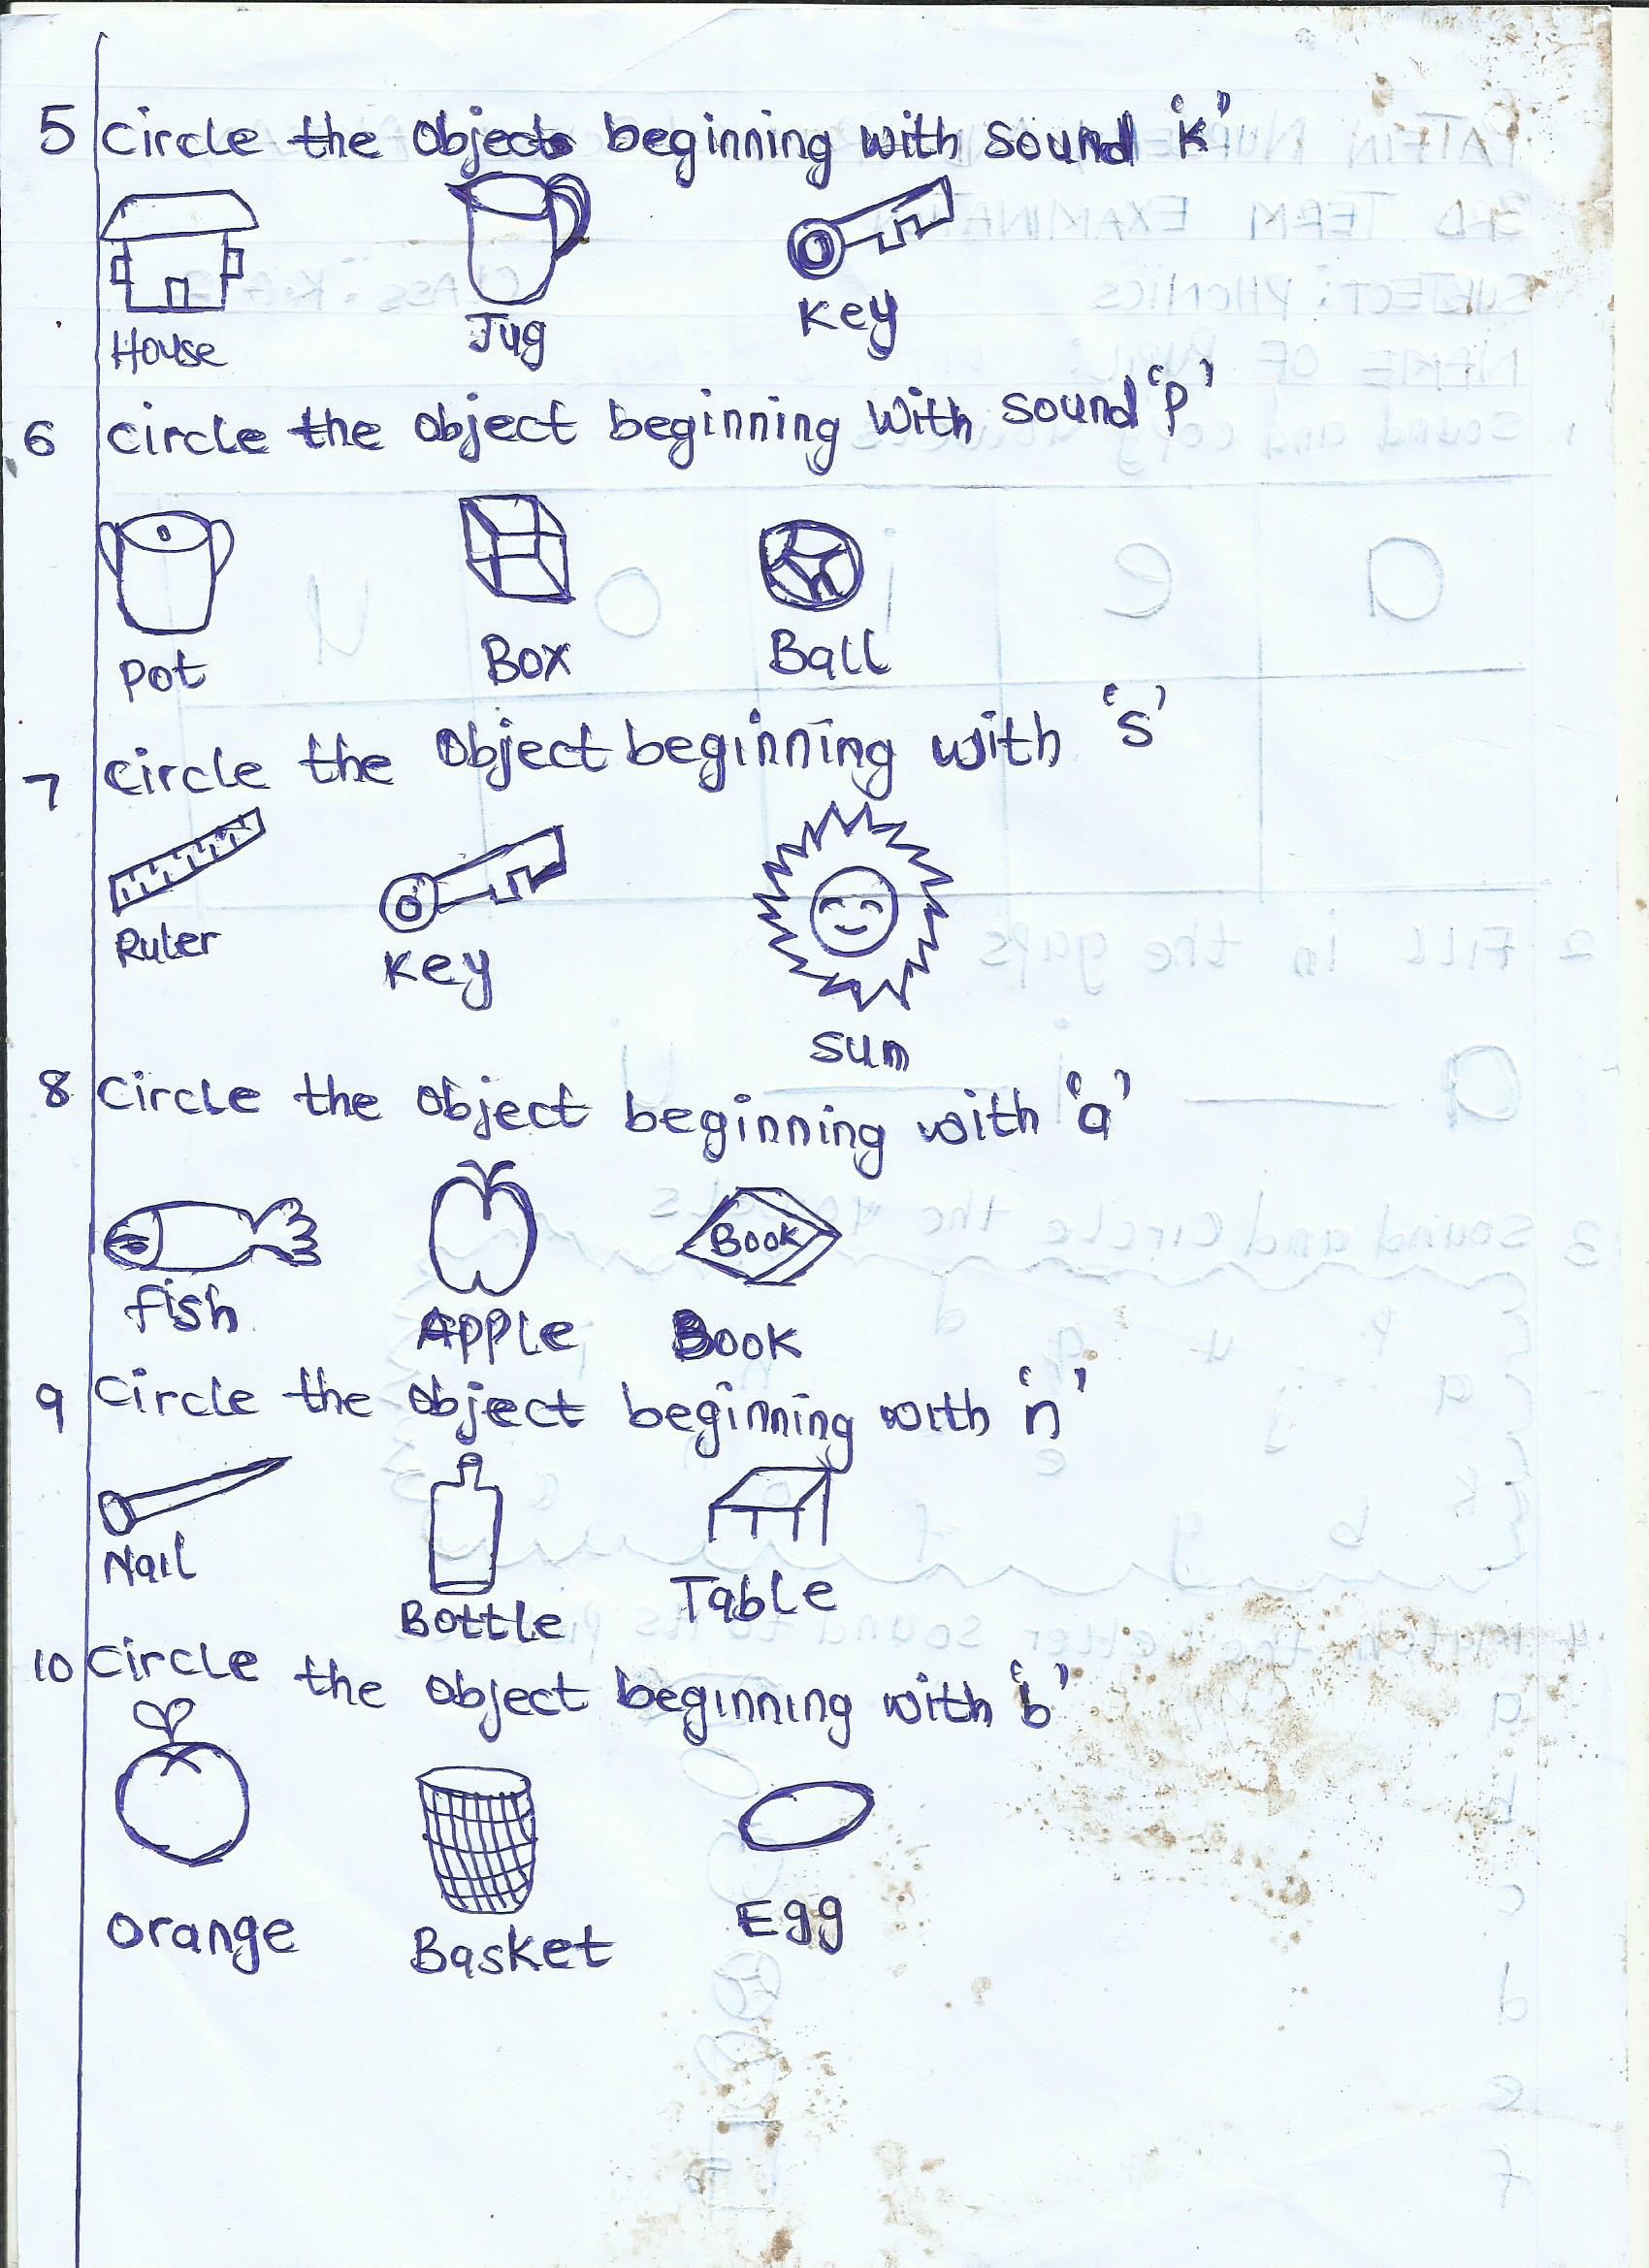 5 Circle the object beginning with sound 'k'
House Jug Key
6 circle the object beginning with sound 'p'
Pot Box Ball
7 circle the object beginning with 's'
Ruler Key Sun
8 Circle the object beginning with 'a'
Book
fish Apple Book
9 Circle the object beginning with 'n'
Nail Bottle Table
10 Circle the object beginning with 'b'
Orange Basket Egg